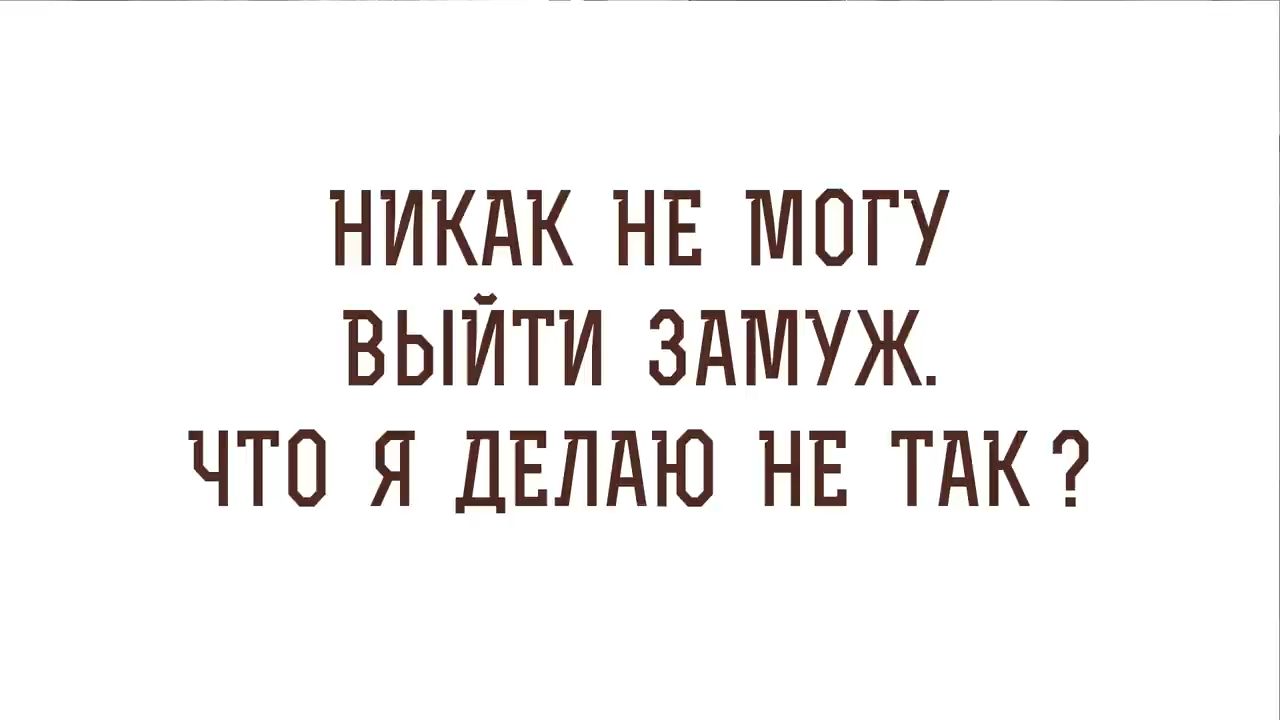 НИКАК НЕ МОГУ
ВЫЙТИ ЗАМУЖ.
ЧТО Я ДЕЛАЮ НЕ ТАК?